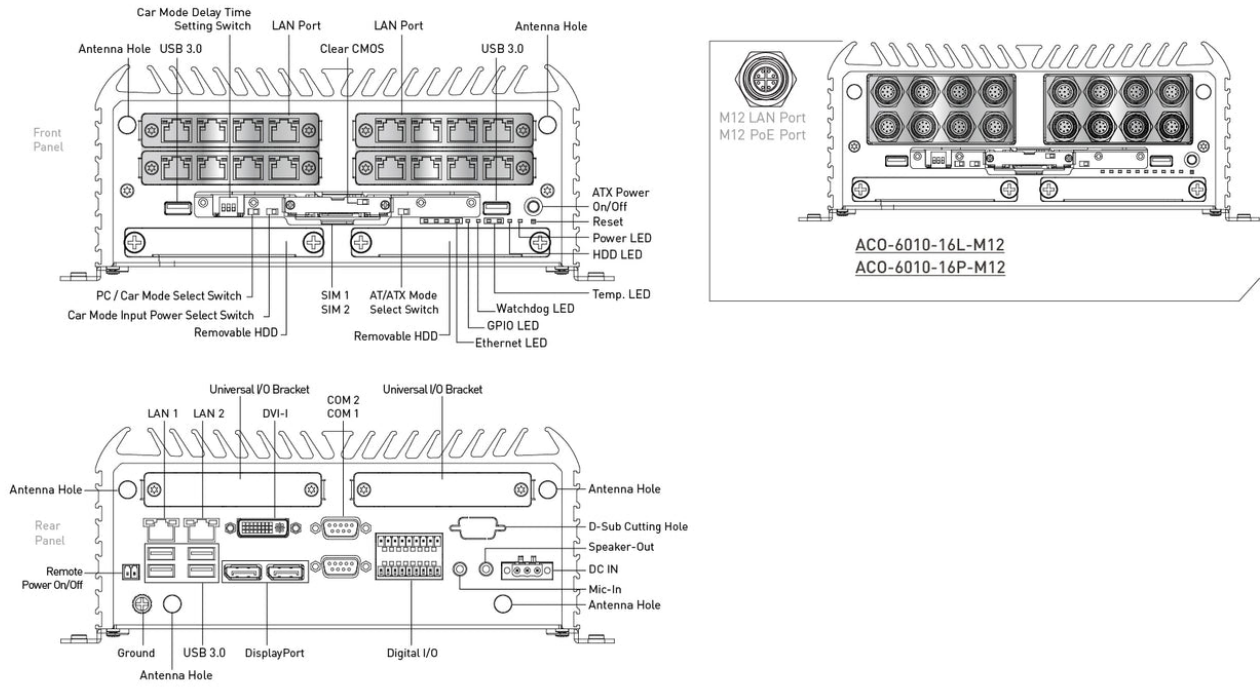 Car Mode Delay Time
Setting Switch
LAN Port
LAN Port
Antenna Hole
Antenna Hole
USB 3.0
Clear CMOS
USB 3.0
Front
Panel
ATX Power
On/Off
Reset
Power LED
HDD LED
Temp. LED
PC / Car Mode Select Switch
SIM 1
SIM 2
AT/ATX Mode
Select Switch
Watchdog LED
Car Mode Input Power Select Switch
GPIO LED
Removable HDD
Removable HDD
Ethernet LED
M12 LAN Port
M12 PoE Port
ACO-6010-16L-M12
ACO-6010-16P-M12
Universal I/O Bracket
Universal I/O Bracket
LAN 1
LAN 2
DVI-I
COM 2
COM 1
Antenna Hole
Antenna Hole
Rear
Panel
D-Sub Cutting Hole
Speaker-Out
Remote
Power On/Off
DC IN
Mic-In
Antenna Hole
Ground
USB 3.0
DisplayPort
Digital I/O
Antenna Hole